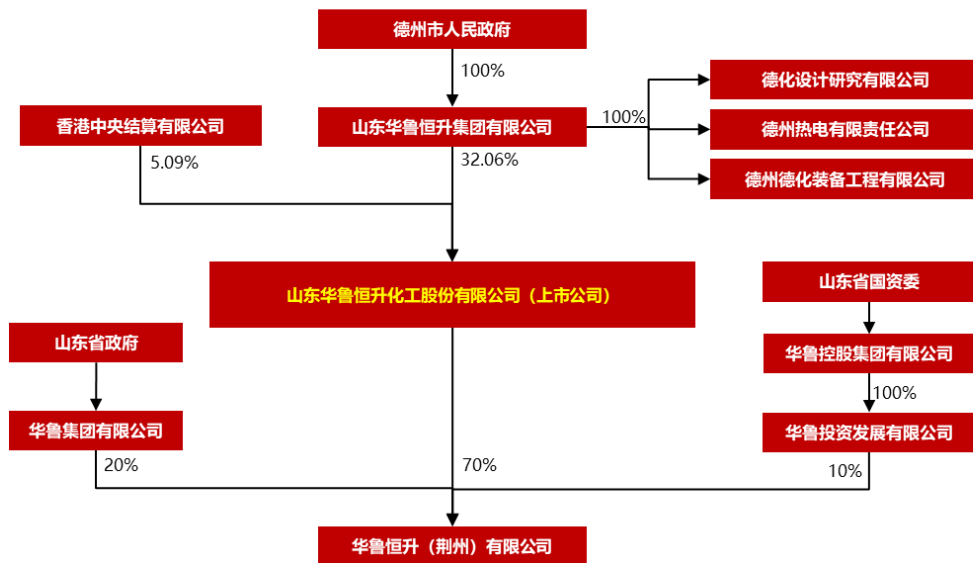 德州市人民政府
100%
德化设计研究有限公司
香港中央结算有限公司
山东华鲁恒升集团有限公司
100%
德州热电有限责任公司
5.09%
32.06%
德州德化装备工程有限公司
山东华鲁恒升化工股份有限公司（上市公司）
山东省国资委
山东省政府
华鲁控股集团有限公司
100%
华鲁集团有限公司
华鲁投资发展有限公司
20%
70%
10%
华鲁恒升（荆州）有限公司